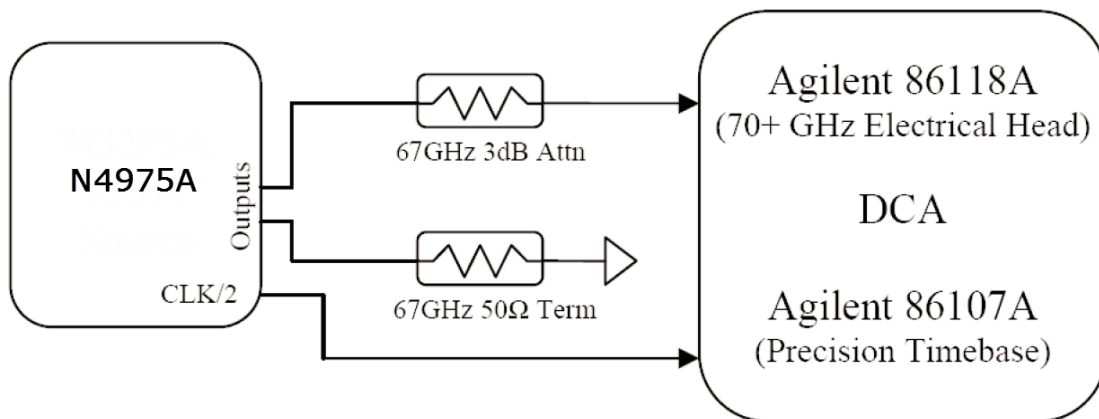 N4975A
Outputs
CLK/2
67GHz 3dB Attn
67GHz 50Ω Term
Agilent 86118A
(70+ GHz Electrical Head)
DCA
Agilent 86107A
(Precision Timebase)